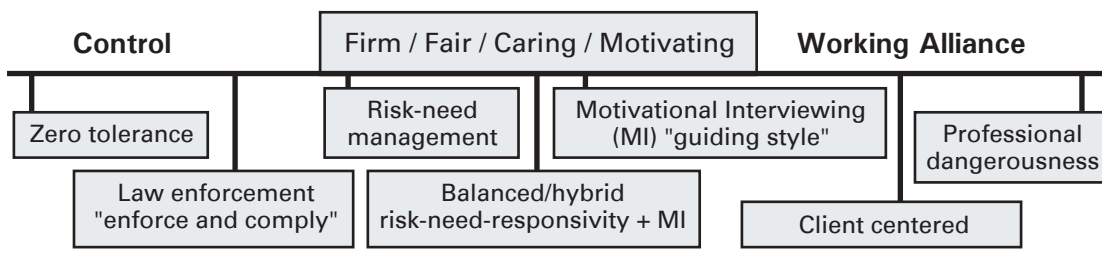 Control
Firm / Fair / Caring / Motivating
Working Alliance
Zero tolerance
Risk-need
management
Motivational Interviewing
(MI) "guiding style"
Professional
dangerousness
Law enforcement
"enforce and comply"
Balanced/hybrid
risk-need-responsivity + MI
Client centered